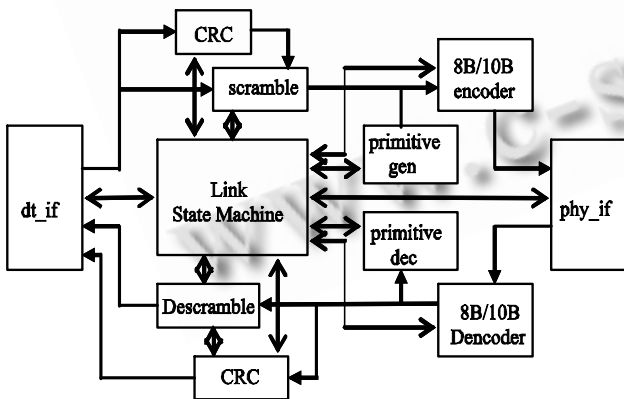 CRC
scramble
8B/10B
encoder
primitive
gen
Link
State Machine
dt_if
phy_if
primitive
dec
Descramble
8B/10B
Dencoder
CRC